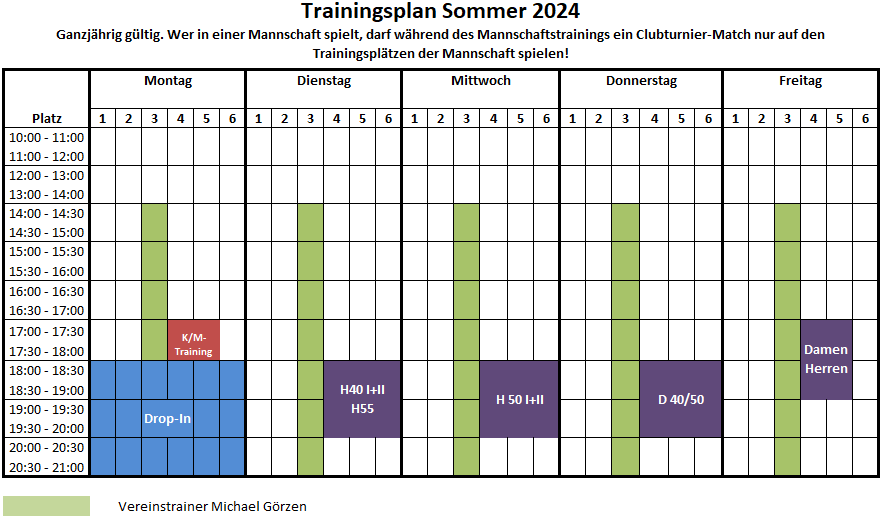 Trainingsplan Sommer 2024
Ganzjährig gültig. Wer in einer Mannschaft spielt, darf während des Mannschaftstrainings ein Clubturnier-Match nur auf den
Trainingsplätzen der Mannschaft spielen!
Montag Dienstag Mittwoch Donnerstag Freitag
Platz 1 2 3 4 5 6 1 2 3 4 5 6 1 2 3 4 5 6 1 2 3 4 5 6 1 2 3 4 5 6
10:00 - 11:00
11:00 - 12:00
12:00 - 13:00
13:00 - 14:00
14:00 - 14:30
14:30 - 15:00
15:00 - 15:30
15:30 - 16:00
16:00 - 16:30
16:30 - 17:00
17:00 - 17:30
17:30 - 18:00
18:00 - 18:30
18:30 - 19:00
19:00 - 19:30
19:30 - 20:00
20:00 - 20:30
20:30 - 21:00
K/M-
Training
Drop-In
H40 I+II
H55
H 50 I+II
D 40/50
Damen
Herren
Vereinstrainer Michael Görzen